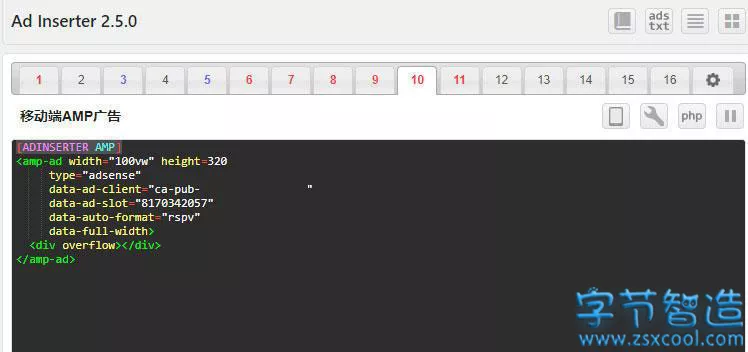 Ad Inserter 2.5.0
ads
txt
1 2 3 4 5 6 7 8 9 10 11 12 13 14 15 16
移动端AMP广告
php
[ADINSERTER AMP]
<amp-ad width="100vw" height=320
type="adsense"
data-ad-client="ca-pub- "
data-ad-slot="8170342057"
data-auto-format="rspv"
data-full-width>
<div overflow></div>
</amp-ad>
字节智造
www.zsxcool.com